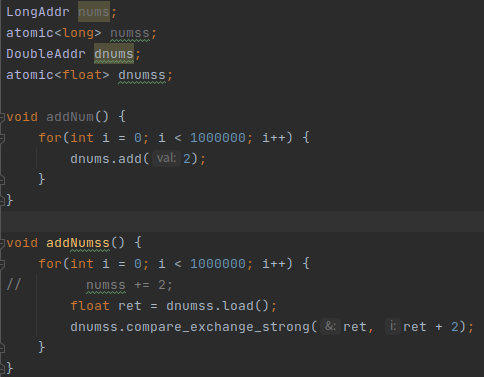 LongAddr nums;
atomic<long> numss;
DoubleAddr dnums;
atomic<float> dnumss;
void addNum() {
for(int i = 0; i < 1000000; i++) {
dnums.add( val: 2);
}
}
void addNumss() {
for(int i = 0; i < 1000000; i++) {
// numss += 2;
float ret = dnumss.load();
dnumss.compare_exchange_strong( &: ret, i: ret + 2);
}
}